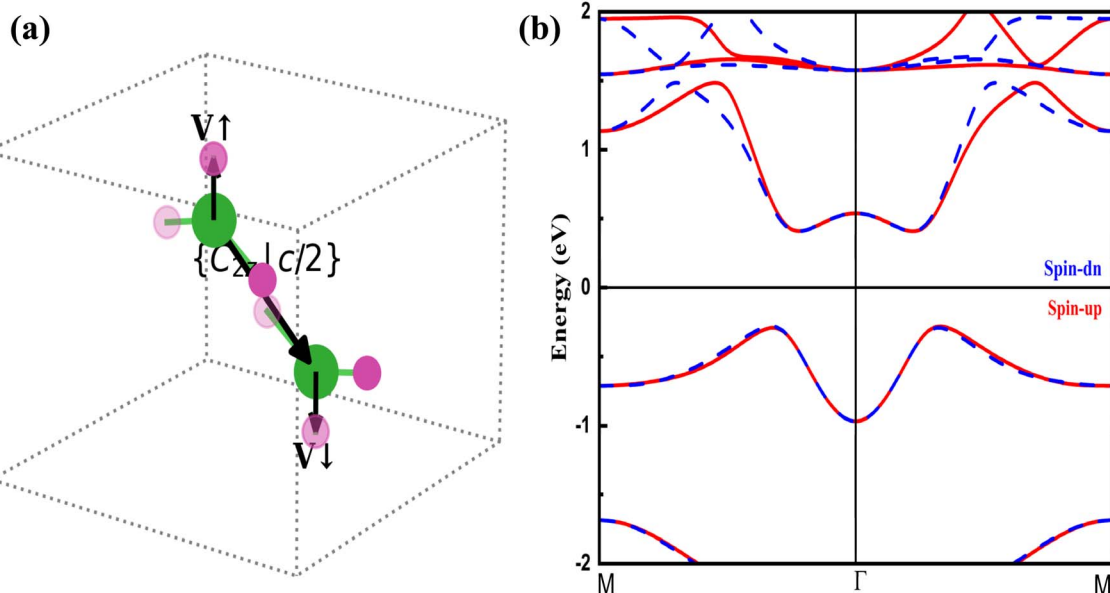 (a)
V↑
{C₂z|c/2}
V↓
(b)
Energy (eV)
2
1
0
-1
-2
Spin-dn
Spin-up
M
Γ
M